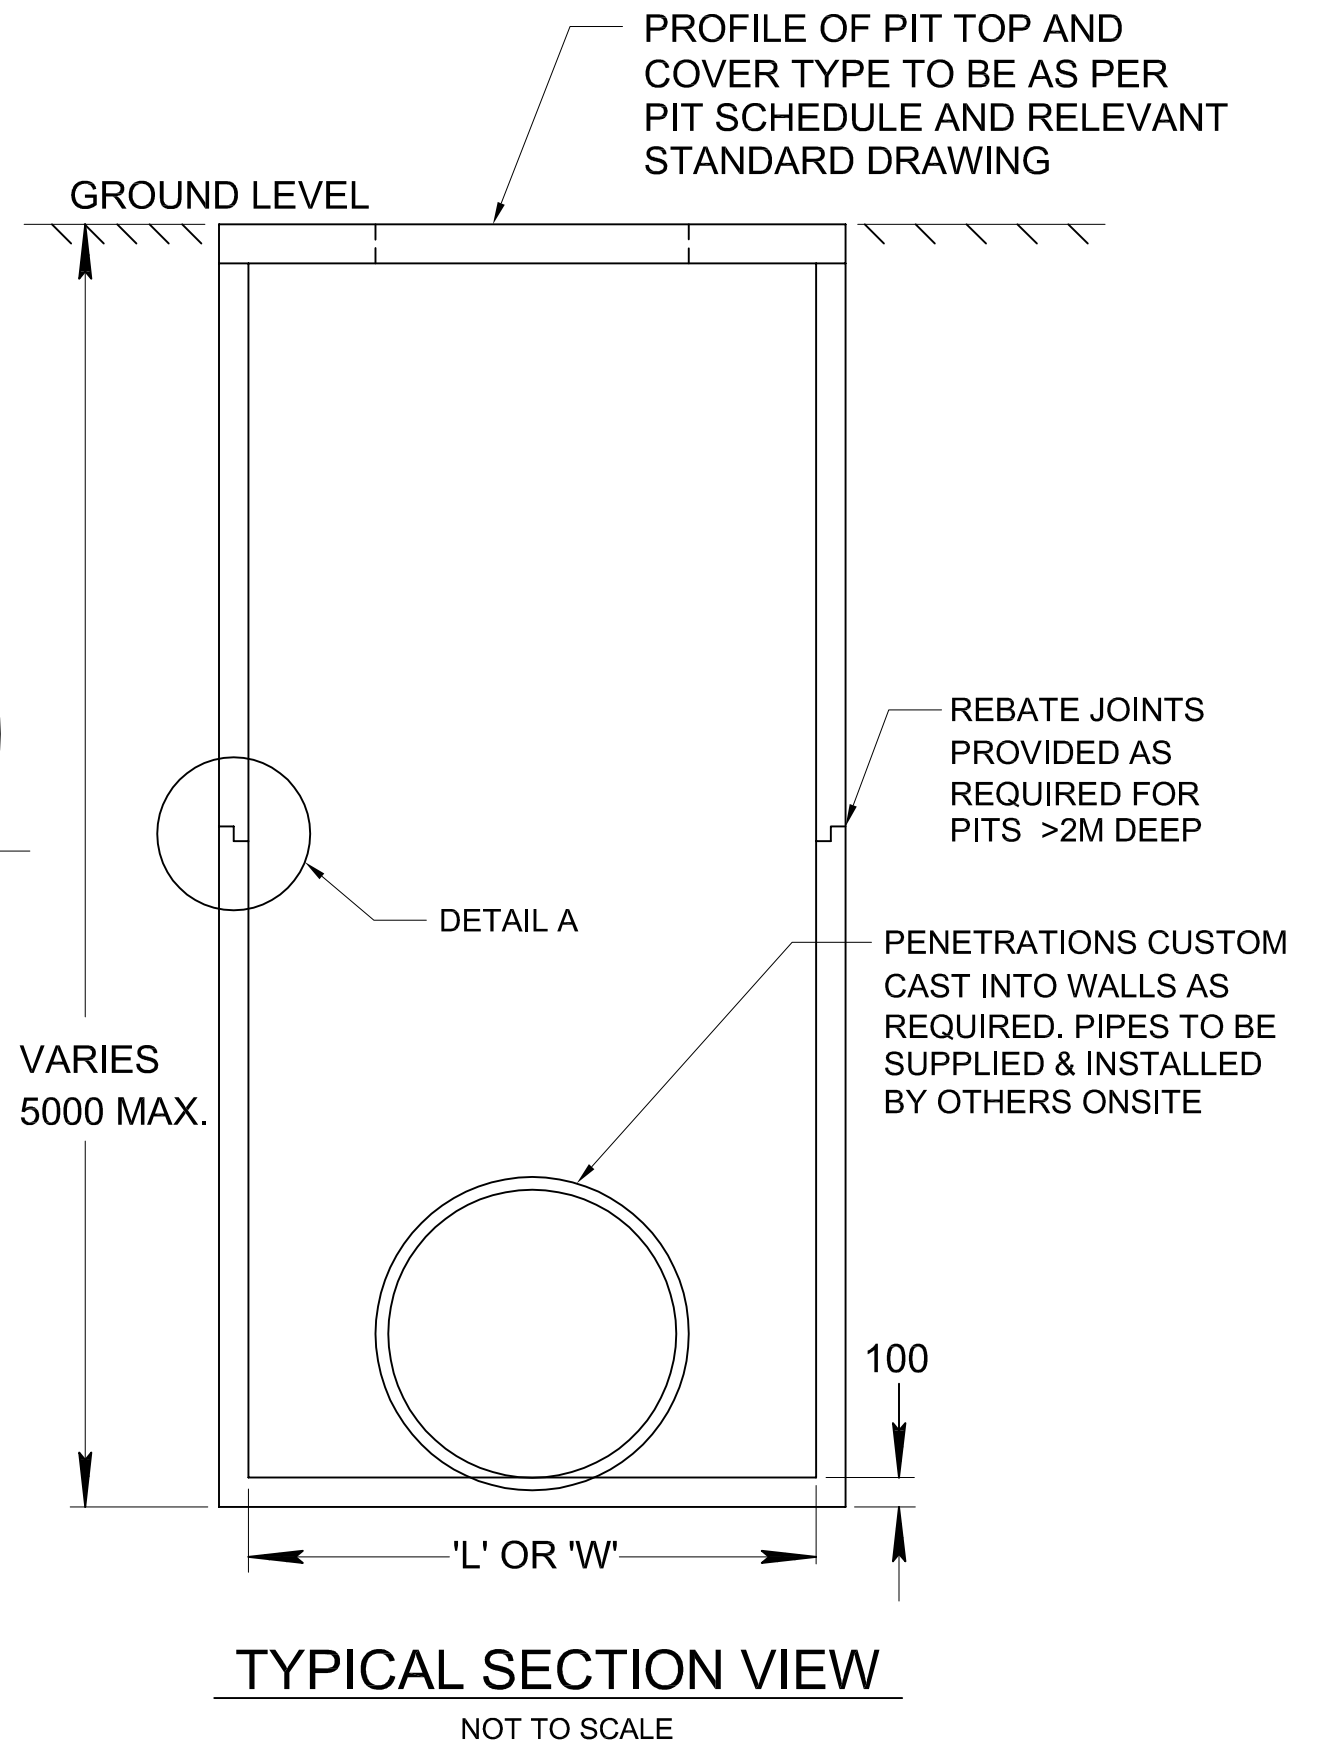 PROFILE OF PIT TOP AND
COVER TYPE TO BE AS PER
PIT SCHEDULE AND RELEVANT
STANDARD DRAWING
GROUND LEVEL
REBATE JOINTS
PROVIDED AS
REQUIRED FOR
PITS >2M DEEP
DETAIL A
PENETRATIONS CUSTOM
CAST INTO WALLS AS
REQUIRED. PIPES TO BE
SUPPLIED & INSTALLED
BY OTHERS ONSITE
VARIES
5000 MAX.
100
'L' OR 'W'
TYPICAL SECTION VIEW
NOT TO SCALE